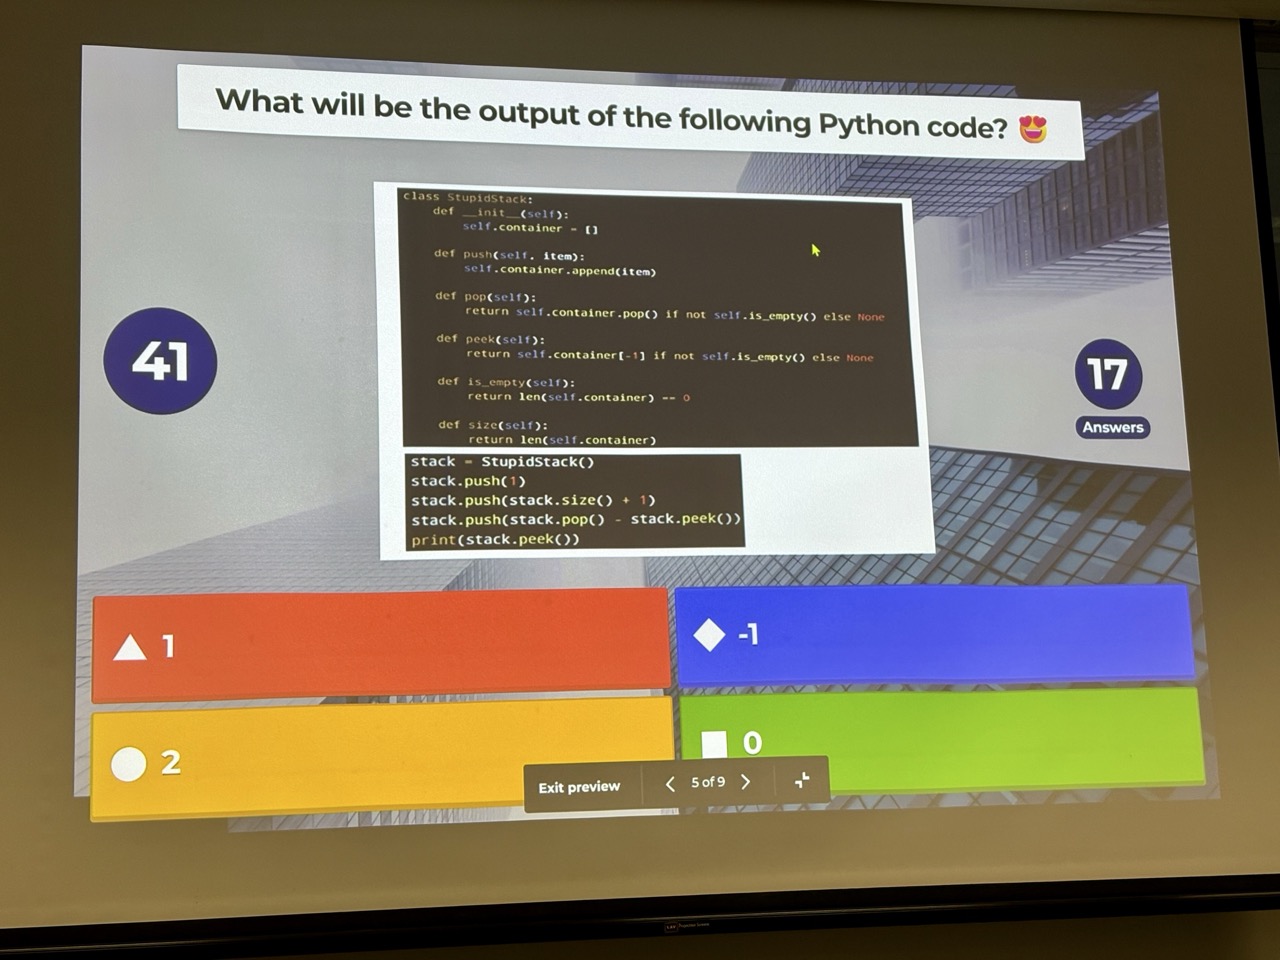 What will be the output of the following Python code? 😍
class StupidStack:
def __init__(self):
self.container = []
def push(self, item):
self.container.append(item)
def pop(self):
return self.container.pop() if not self.is_empty() else None
def peek(self):
return self.container[-1] if not self.is_empty() else None
def is_empty(self):
return len(self.container) == 0
def size(self):
return len(self.container)
41
17
Answers
stack = StupidStack()
stack.push(1)
stack.push(stack.size() + 1)
stack.push(stack.pop() - stack.peek())
print(stack.peek())
1
-1
2
0
Exit preview
5 of 9